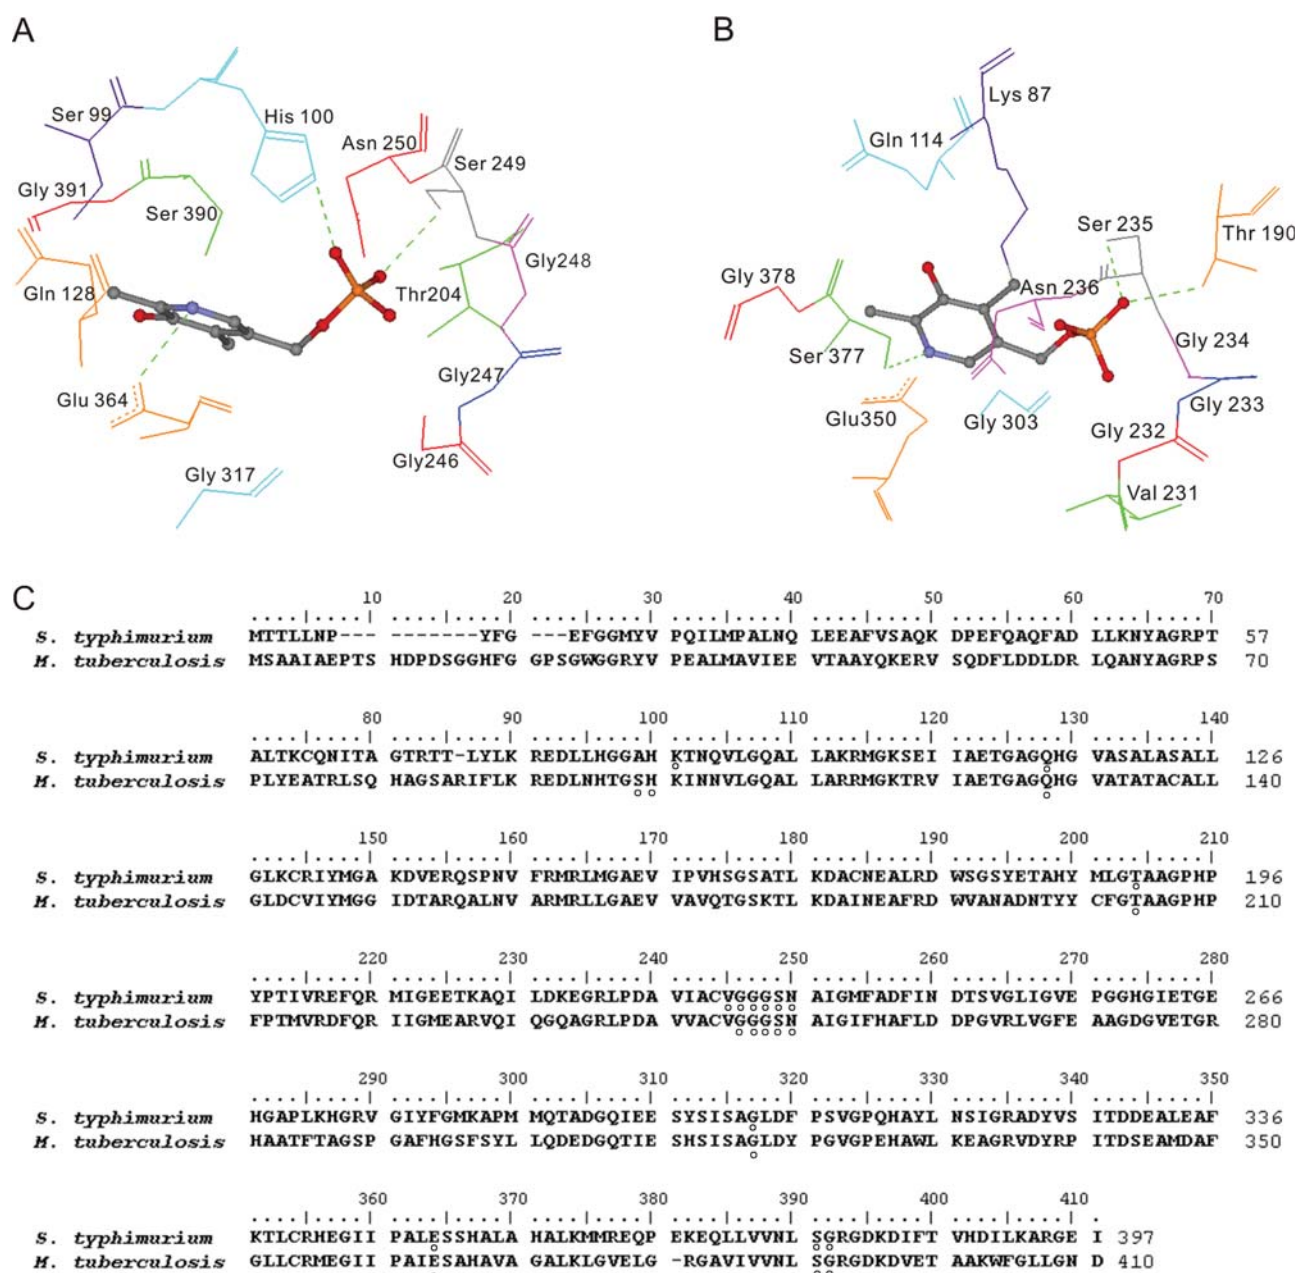 A
Ser 99
His 100
Asn 250
Ser 249
Gly 391
Ser 390
Gly248
Gln 128
Thr204
Gly247
Glu 364
Gly246
Gly 317
B
Lys 87
Gln 114
Ser 235
Thr 190
Gly 378
Asn 236
Ser 377
Gly 234
Glu350
Gly 303
Gly 233
Gly 232
Val 231
C
10 20 30 40 50 60 70
S. typhimurium MTTLLNP--- -------YFG ---EFGGMYV PQILMPALNQ LEEAFVSAQK DPEFQAQFAD LLKNYAGRPT 57
M. tuberculosis MSAAIAEPTS HDPDSGGHFG GPSGWGGRYV PEALMAVIEE VTAAYQKERV SQDFLDDLDR LQANYAGRPS 70
80 90 100 110 120 130 140
S. typhimurium ALTKCQNITA GTRTT-LYLK REDLLHGGAH KTNQVLGQAL LAKRMGKSEI IAETGAGQHG VASALASALL 126
M. tuberculosis PLYEATRLSQ HAGSARIFLK REDLNHTGSH KINNVLGQAL LARRMGKTRV IAETGAGQHG VATATACALL 140
150 160 170 180 190 200 210
S. typhimurium GLKCRIYMGA KDVERQSPNV FRMRLMGAEV IPVHSGSATL KDACNEALRD WSGSYETAHY MLGTAAGPHP 196
M. tuberculosis GLDCVIYMGG IDTARQALNV ARMRLLGAEV VAVQTGSKTL KDAINEAFRD WVANADNTYY CFGTAAGPHP 210
220 230 240 250 260 270 280
S. typhimurium YPTIVREFQR MIGEETKAQI LDKEGRLPDA VIACVGGGSN AIGMFADFIN DTSVGLIGVE PGGHGIETGE 266
M. tuberculosis FPTMVRDFQR IIGMEARVQI QGQAGRLPDA VVACVGGGSN AIGIFHAFLD DPGVRLVGFE AAGDGVETGR 280
290 300 310 320 330 340 350
S. typhimurium HGAPLKHGRV GIYFGMKAPM MQTADGQIEE SYSISAGLDF PSVGPQHAYL NSIGRADYVS ITDDEALEAF 336
M. tuberculosis HAATFTAGSP GAFHGSFSYL LQDEDGQTIE SHSISAGLDY PGVGPEHAWL KEAGRVDYRP ITDSEAMDAF 350
360 370 380 390 400 410
S. typhimurium KTLCRHEGII PALESSHALA HALKMMREQP EKEQLLVVNL SGRGDKDIFT VHDILKARGE I 397
M. tuberculosis GLLCRMEGII PAIESAHAVA GALKLGVELG -RGAVIVVNL SGRGDKDVET AAKWFGLLGN D 410